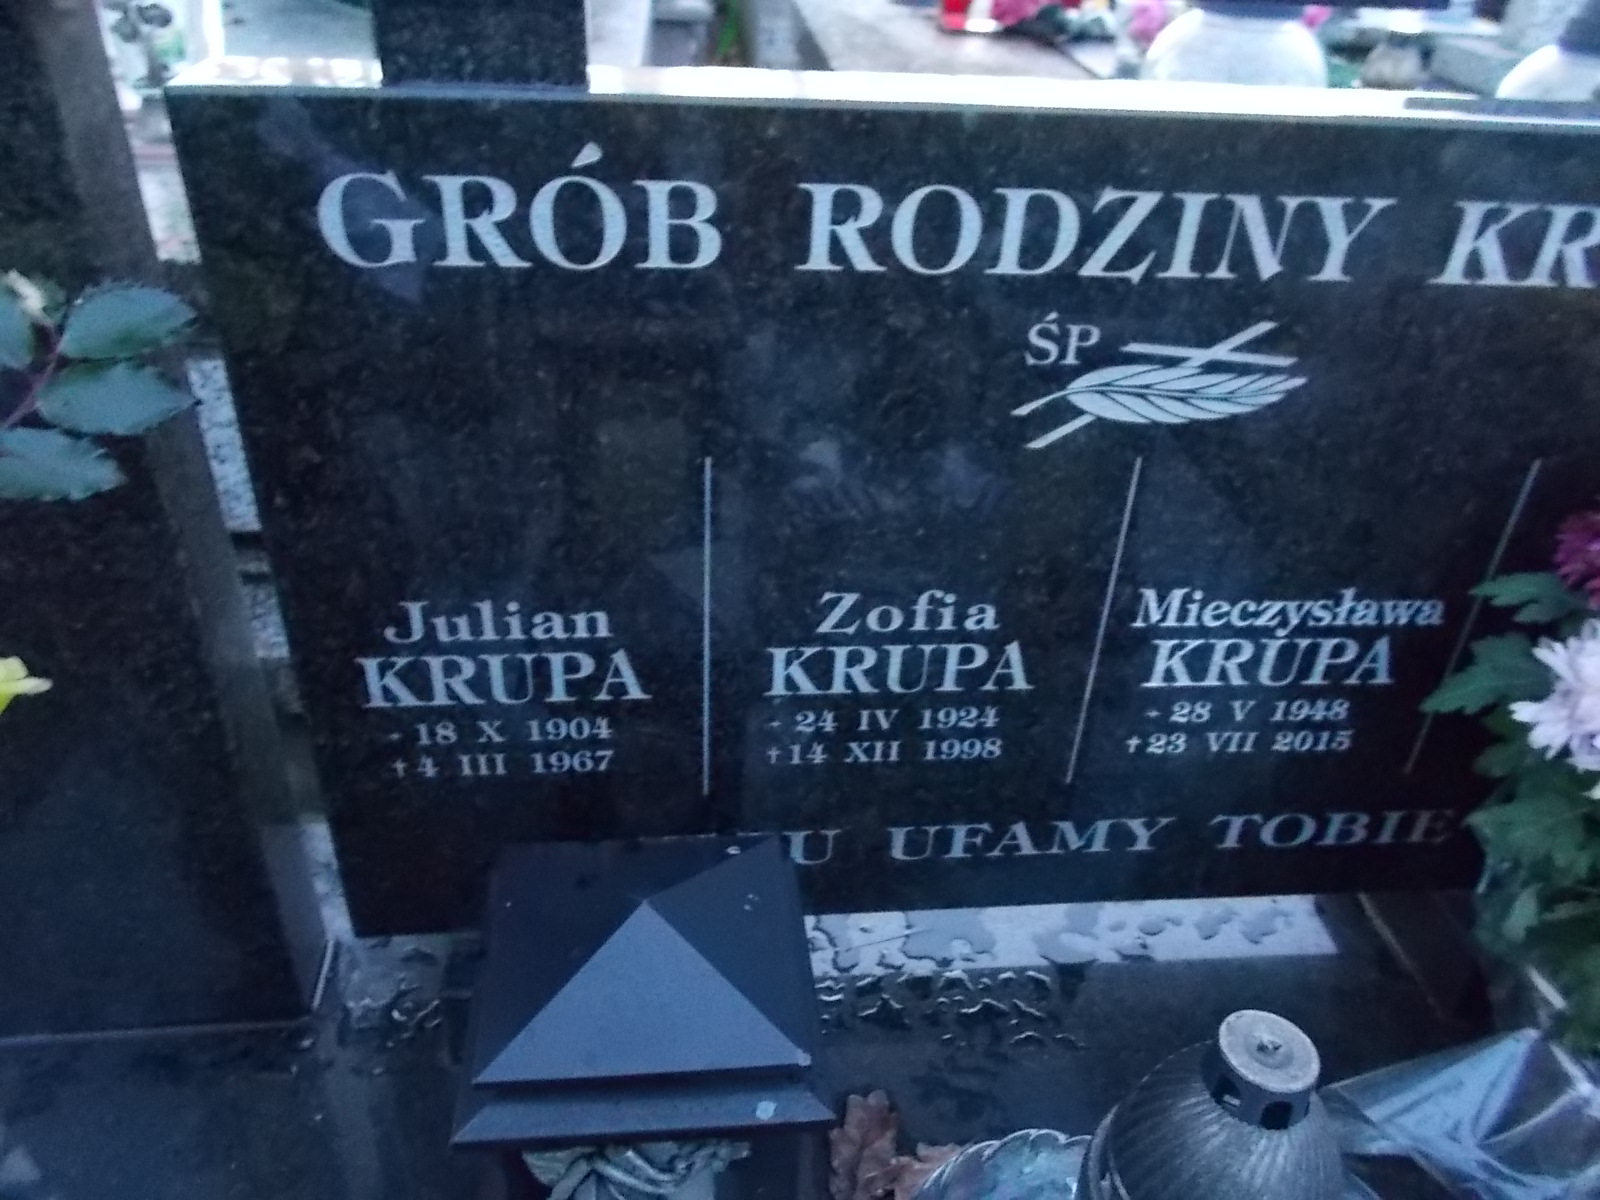 GRÓB RODZINY KR
ŚP
Julian
KRUPA
* 18 X 1904
† 4 III 1967
Zofia
KRUPA
* 24 IV 1924
† 14 XII 1998
Mieczysława
KRUPA
* 28 V 1948
† 23 VII 2015
U UFAMY TOBIE